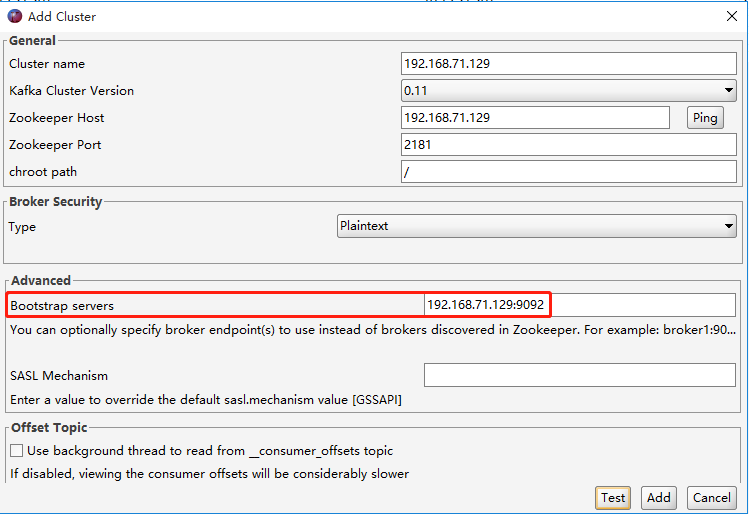 Add Cluster
General
Cluster name 192.168.71.129
Kafka Cluster Version 0.11
Zookeeper Host 192.168.71.129 Ping
Zookeeper Port 2181
chroot path /
Broker Security
Type Plaintext
Advanced
Bootstrap servers 192.168.71.129:9092
You can optionally specify broker endpoint(s) to use instead of brokers discovered in Zookeeper. For example: broker1:90...
SASL Mechanism
Enter a value to override the default sasl.mechanism value [GSSAPI]
Offset Topic
Use background thread to read from __consumer_offsets topic
If disabled, viewing the consumer offsets will be considerably slower
Test Add Cancel